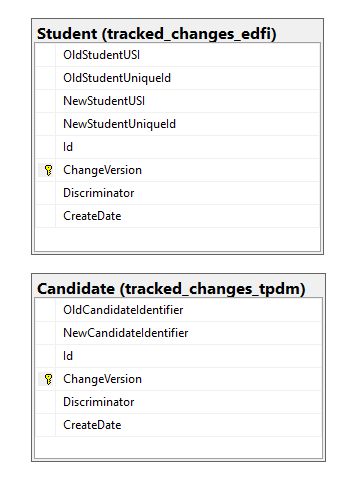 Student (tracked_changes_edfi)
OldStudentUSI
OldStudentUniqueId
NewStudentUSI
NewStudentUniqueId
Id
ChangeVersion
Discriminator
CreateDate
Candidate (tracked_changes_tpdm)
OldCandidateIdentifier
NewCandidateIdentifier
Id
ChangeVersion
Discriminator
CreateDate